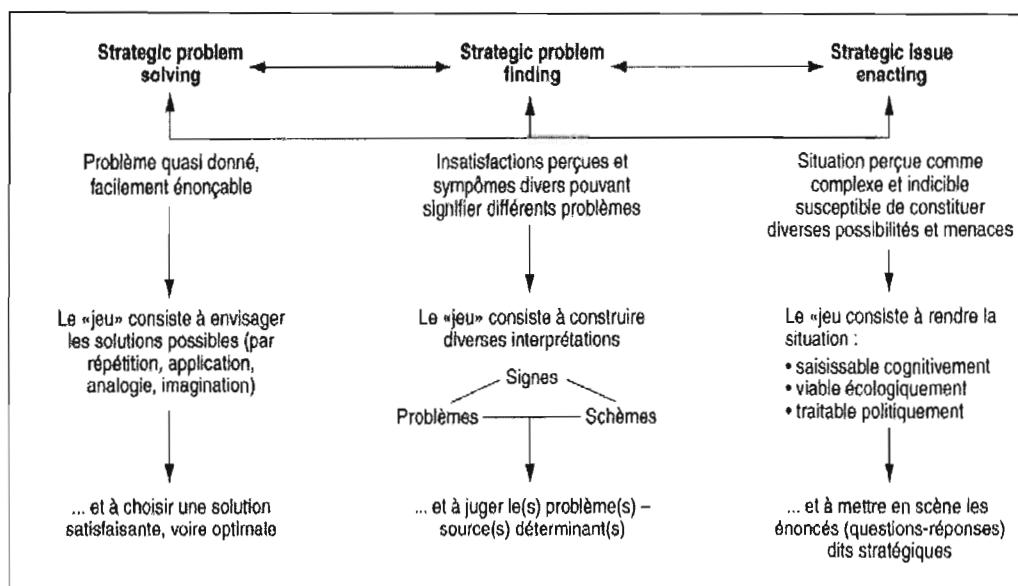 Strategic problem
solving
Strategic problem
finding
Strategic issue
enacting
Problème quasi donné,
facilement énonçable
Insatisfactions perçues et
sympômes divers pouvant
signifier différents problèmes
Situation perçue comme
complexe et indicible
susceptible de constituer
diverses possibilités et menaces
Le «jeu» consiste à envisager
les solutions possibles (par
répétition, application,
analogie, imagination)
Le «jeu» consiste à construire
diverses interprétations
Signes
Problèmes
Schèmes
Le «jeu consiste à rendre la
situation :
• saisissable cognitivement
• viable écologiquement
• traitable politiquement
... et à choisir une solution
satisfaisante, voire optimale
... et à juger le(s) problème(s) –
source(s) déterminant(s)
... et à mettre en scène les
énoncés (questions-réponses)
dits stratégiques